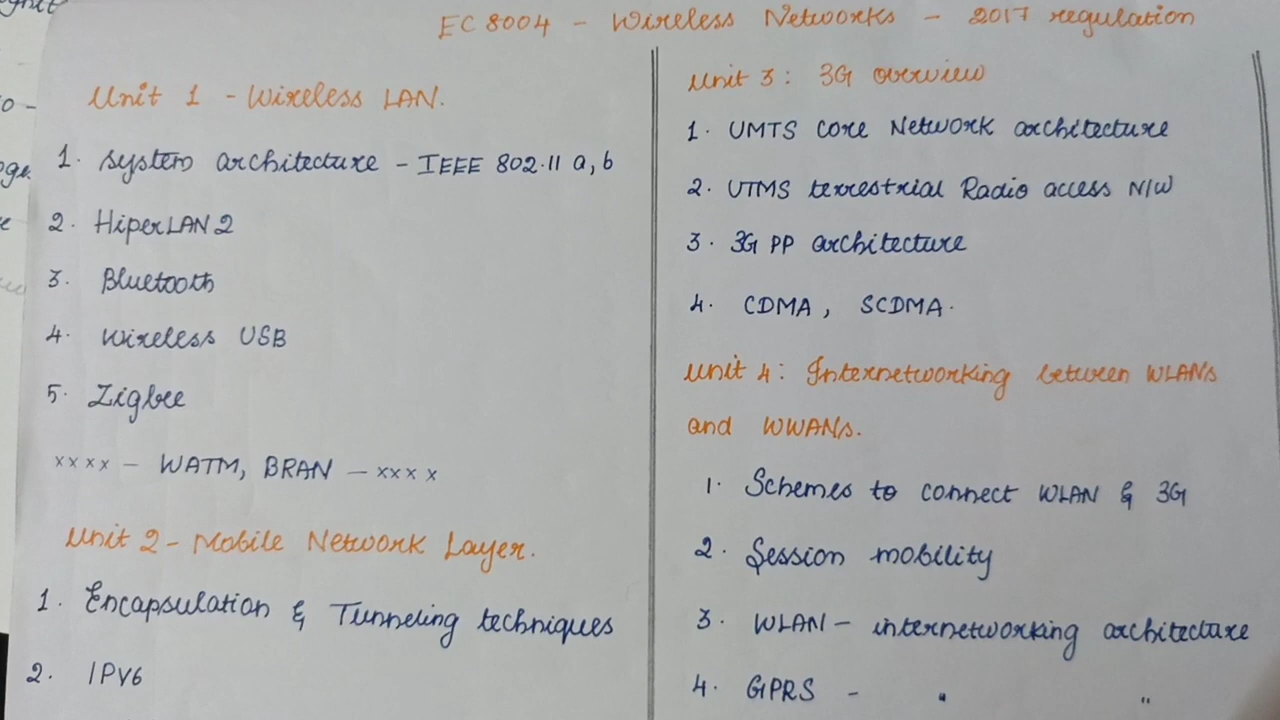 EC 8004 - Wireless Networks - 2017 regulation
Unit 1 - Wireless LAN.
1. System architecture - IEEE 802.11 a, b
2. HiperLAN 2
3. Bluetooth
4. Wireless USB
5. Zigbee
xxxx - WATM, BRAN - xxxx
Unit 2 - Mobile Network Layer.
1. Encapsulation & Tunneling techniques
2. IPV6
Unit 3: 3G overview
1. UMTS core Network architecture
2. UTMS terrestrial Radio access N/W
3. 3G PP architecture
4. CDMA, SCDMA.
Unit 4: Internetworking between WLANs
and WWANs.
1. Schemes to connect WLAN & 3G
2. Session mobility
3. WLAN - internetworking architecture
4. GPRS - " "